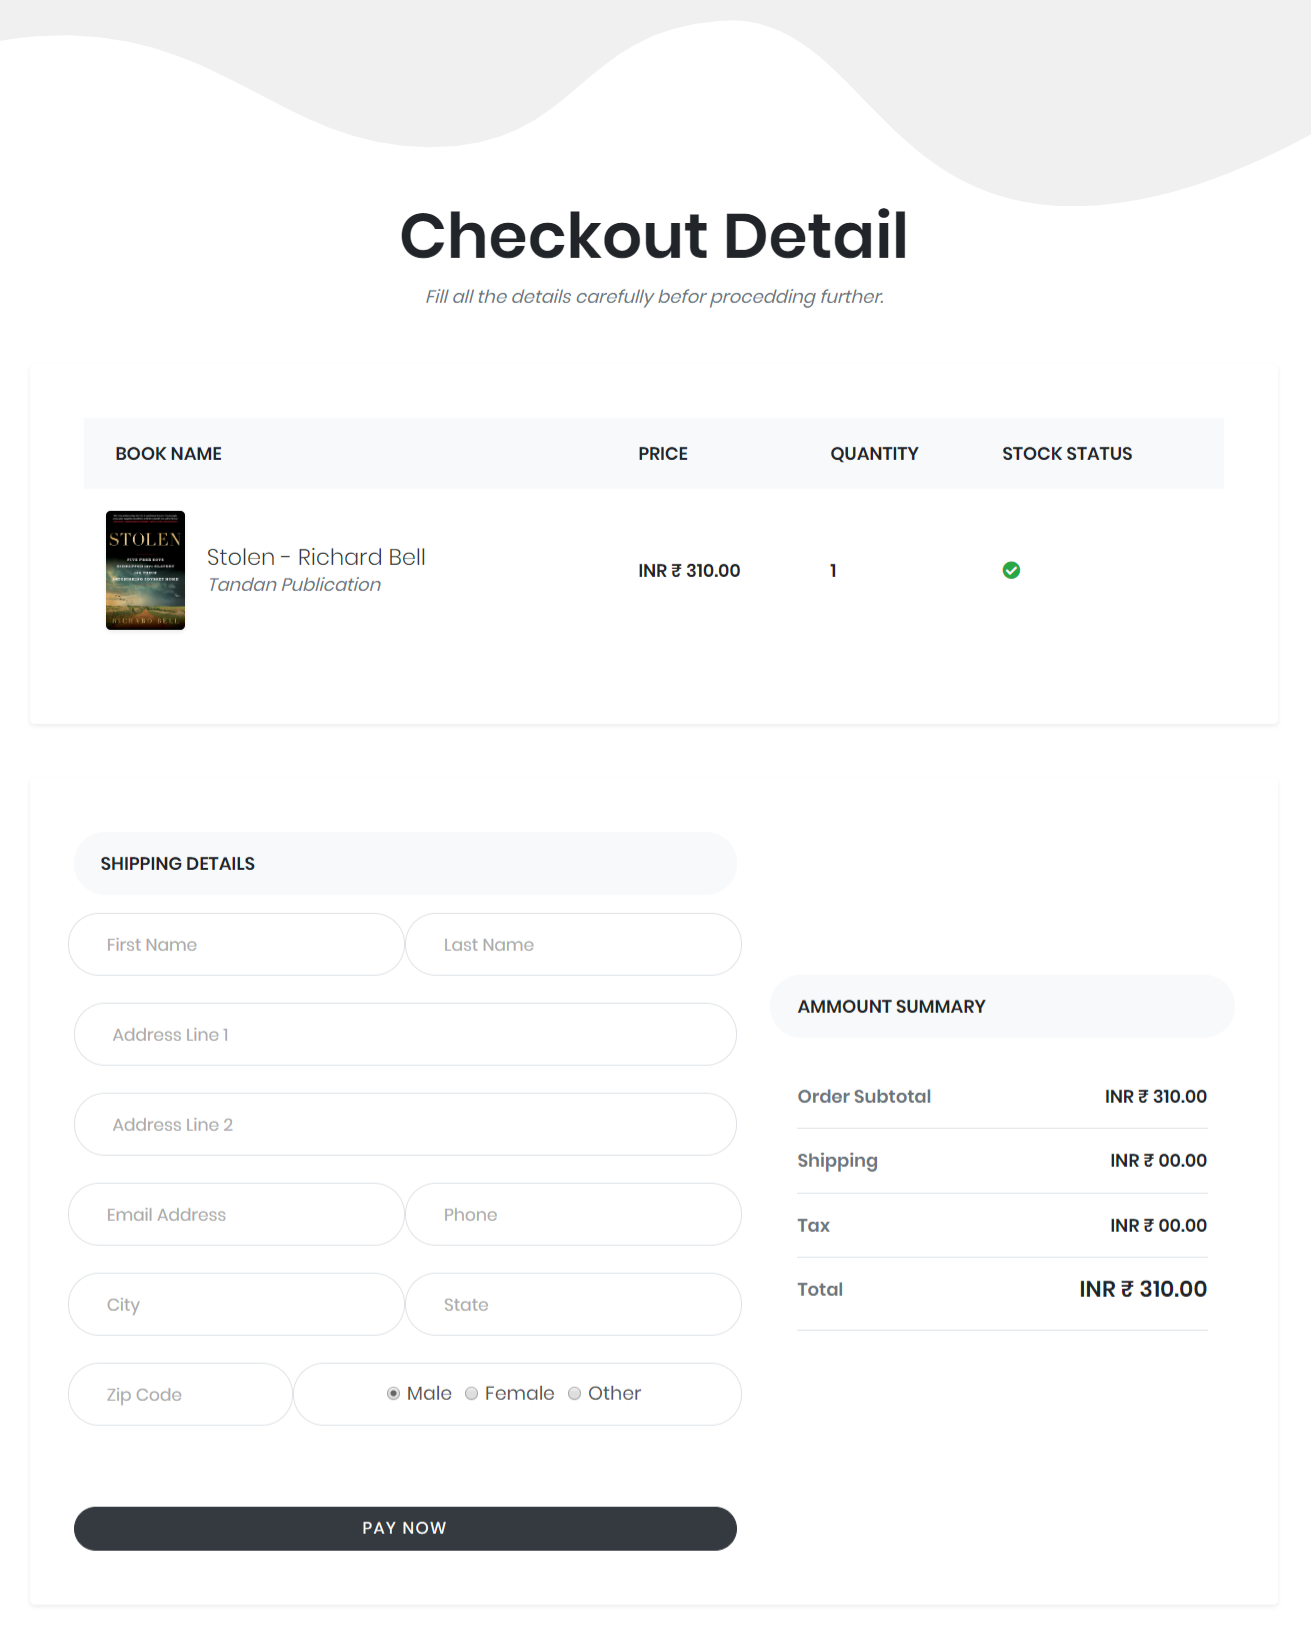 Checkout Detail
Fill all the details carefully befor procedding further.
BOOK NAME PRICE QUANTITY STOCK STATUS
STOLEN
RICHARD BELL
Stolen - Richard Bell
Tandan Publication
INR ₹ 310.00 1
SHIPPING DETAILS
First Name Last Name
Address Line 1
Address Line 2
Email Address Phone
City State
Zip Code Male Female Other
PAY NOW
AMMOUNT SUMMARY
Order Subtotal INR ₹ 310.00
Shipping INR ₹ 00.00
Tax INR ₹ 00.00
Total INR ₹ 310.00